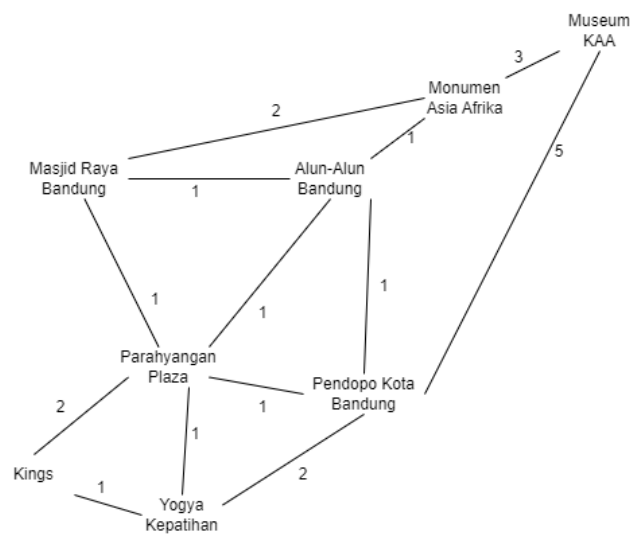 Museum
KAA
3
Monumen
Asia Afrika
2
1
5
Masjid Raya
Bandung
Alun-Alun
Bandung
1
1
1
1
Parahyangan
Plaza
Pendopo Kota
Bandung
2
1
1
Kings
2
1
Yogya
Kepatihan